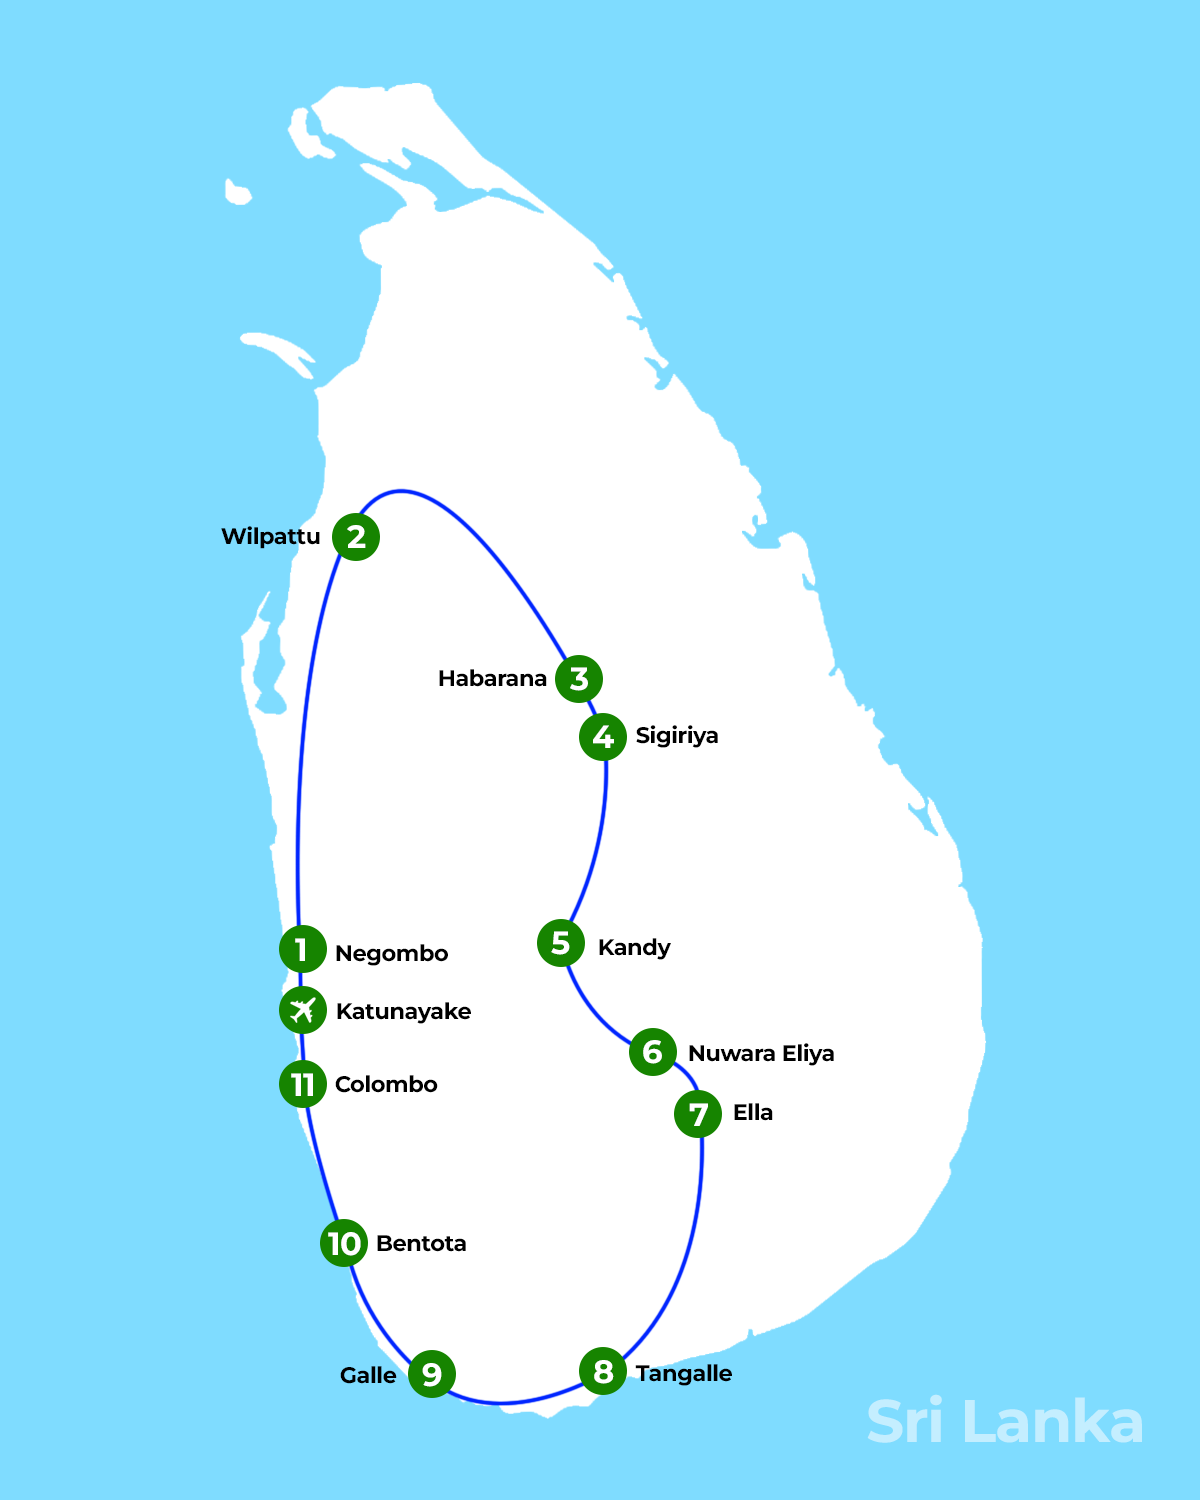 Wilpattu 2
Habarana 3
4 Sigiriya
1 Negombo
5 Kandy
Katunayake
6 Nuwara Eliya
11 Colombo
7 Ella
10 Bentota
Galle 9
8 Tangalle
Sri Lanka